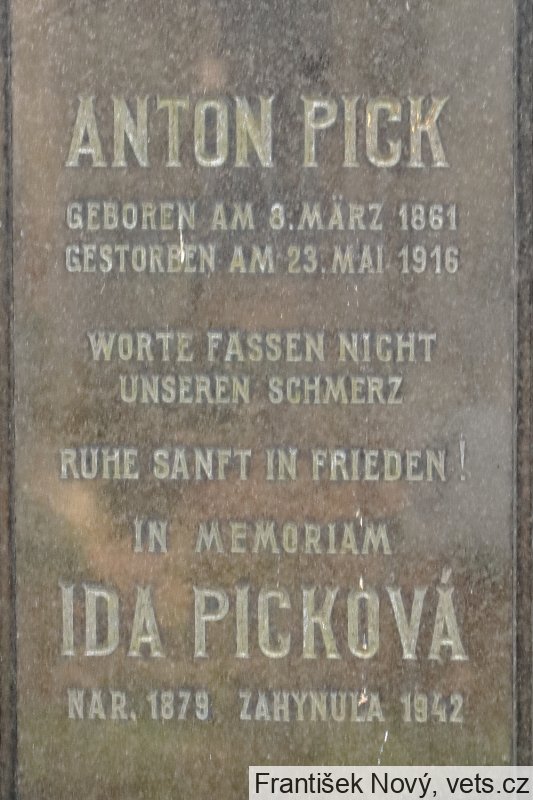 ANTON PICK
GEBOREN AM 8. MÄRZ 1861
GESTORBEN AM 23. MAI 1916
WORTE FASSEN NICHT
UNSEREN SCHMERZ
RUHE SANFT IN FRIEDEN!
IN MEMORIAM
IDA PICKOVÁ
NAR. 1879 ZAHYNULA 1942
František Nový, vets.cz